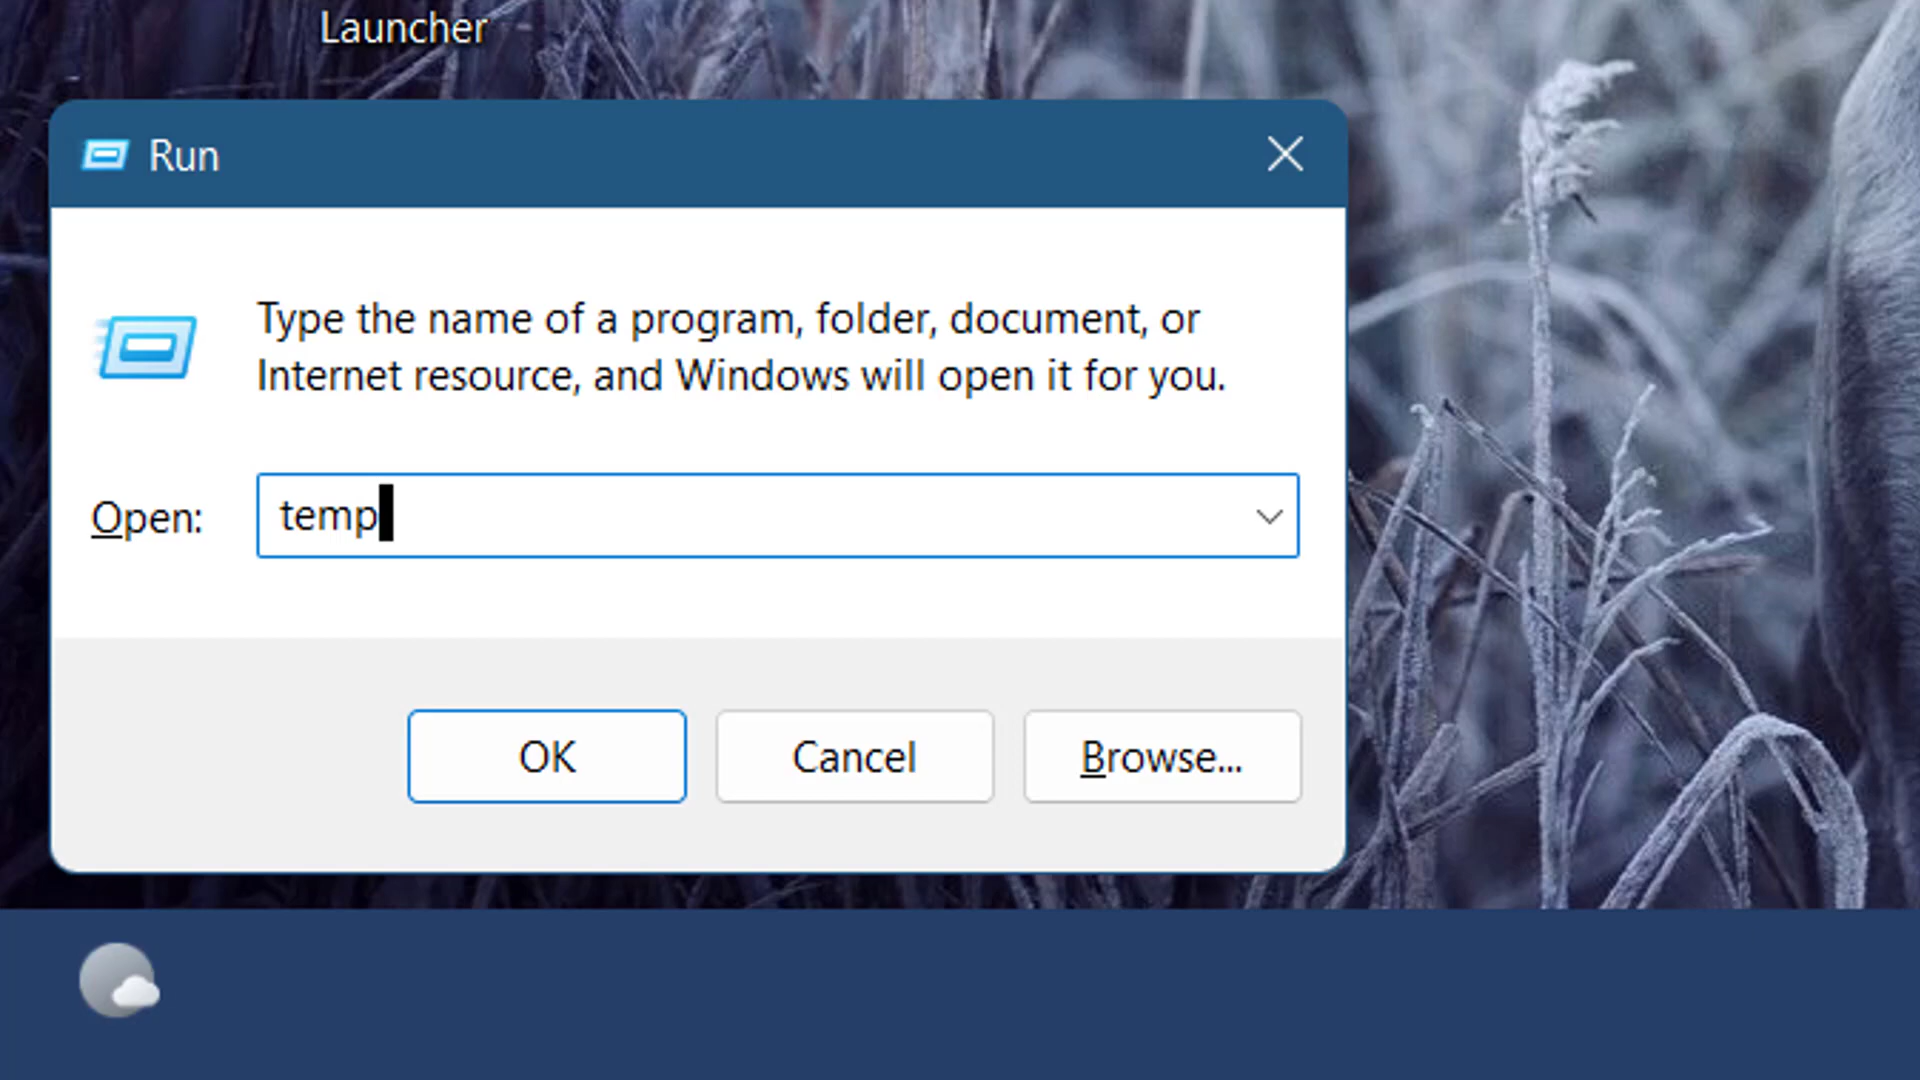 Launcher
Run
Type the name of a program, folder, document, or
Internet resource, and Windows will open it for you.
Open:
temp
OK
Cancel
Browse...